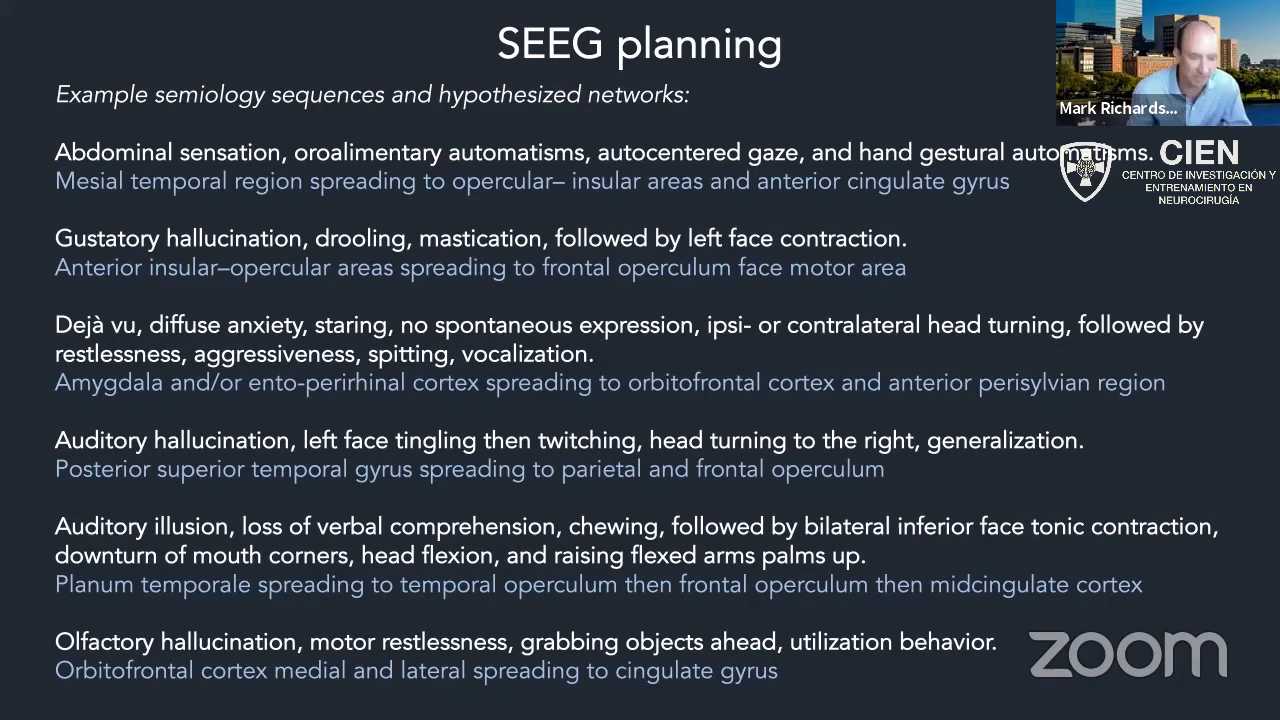 SEEG planning
Example semiology sequences and hypothesized networks:
Mark Richards...
Abdominal sensation, oroalimentary automatisms, autocentered gaze, and hand gestural automatisms.
Mesial temporal region spreading to opercular– insular areas and anterior cingulate gyrus
CIEN
CENTRO DE INVESTIGACIÓN Y
ENTRENAMIENTO EN
NEUROCIRUGÍA
Gustatory hallucination, drooling, mastication, followed by left face contraction.
Anterior insular–opercular areas spreading to frontal operculum face motor area
Dejà vu, diffuse anxiety, staring, no spontaneous expression, ipsi- or contralateral head turning, followed by
restlessness, aggressiveness, spitting, vocalization.
Amygdala and/or ento-perirhinal cortex spreading to orbitofrontal cortex and anterior perisylvian region
Auditory hallucination, left face tingling then twitching, head turning to the right, generalization.
Posterior superior temporal gyrus spreading to parietal and frontal operculum
Auditory illusion, loss of verbal comprehension, chewing, followed by bilateral inferior face tonic contraction,
downturn of mouth corners, head flexion, and raising flexed arms palms up.
Planum temporale spreading to temporal operculum then frontal operculum then midcingulate cortex
Olfactory hallucination, motor restlessness, grabbing objects ahead, utilization behavior.
Orbitofrontal cortex medial and lateral spreading to cingulate gyrus
zoom